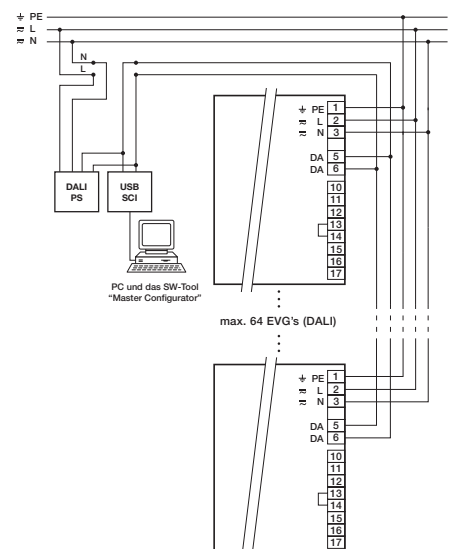 ⏚ PE
≂ L
≂ N
N
L
DALI
PS
USB
SCI
PC und das SW-Tool
“Master Configurator”
⏚ PE 1
≂ L 2
≂ N 3
DA 5
DA 6
10
11
12
13
14
15
16
17
max. 64 EVG's (DALI)
⏚ PE 1
≂ L 2
≂ N 3
DA 5
DA 6
10
11
12
13
14
15
16
17